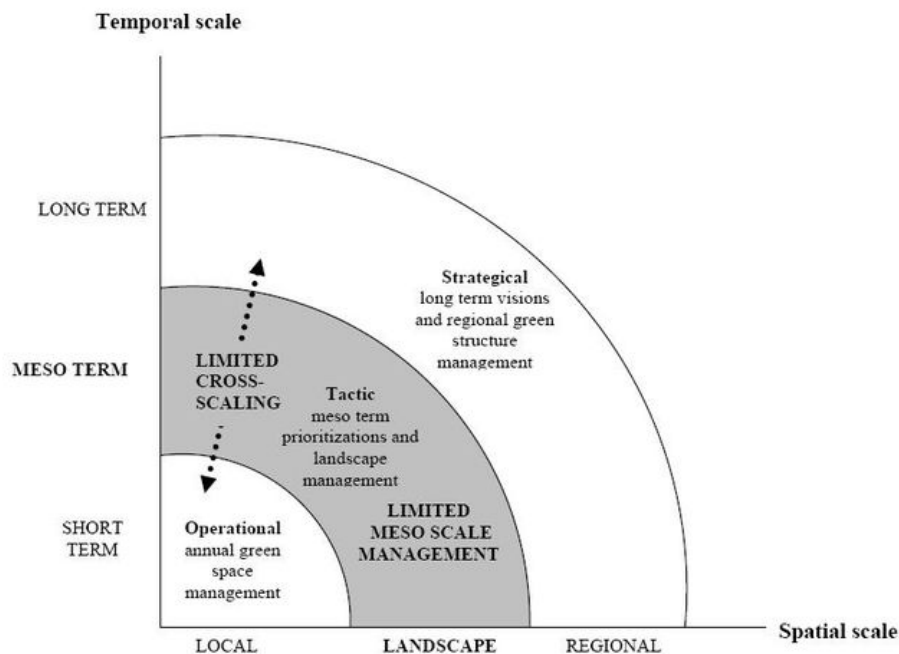 Temporal scale
LONG TERM
Strategical
long term visions
and regional green
structure
management
MESO TERM
LIMITED
CROSS-
SCALING
Tactic
meso term
prioritizations and
landscape
management
LIMITED
MESO SCALE
MANAGEMENT
SHORT
TERM
Operational
annual green
space
management
LOCAL
LANDSCAPE
REGIONAL
Spatial scale